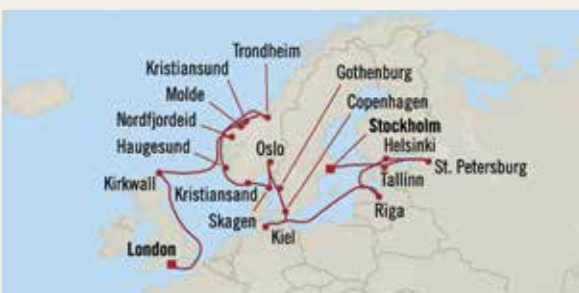 Trondheim
Kristiansund
Gothenburg
Molde
Copenhagen
Nordfjordeid
Stockholm
Haugesund
Oslo
Helsinki
St. Petersburg
Kirkwall
Tallinn
Kristiansand
Riga
Skagen
Kiel
London